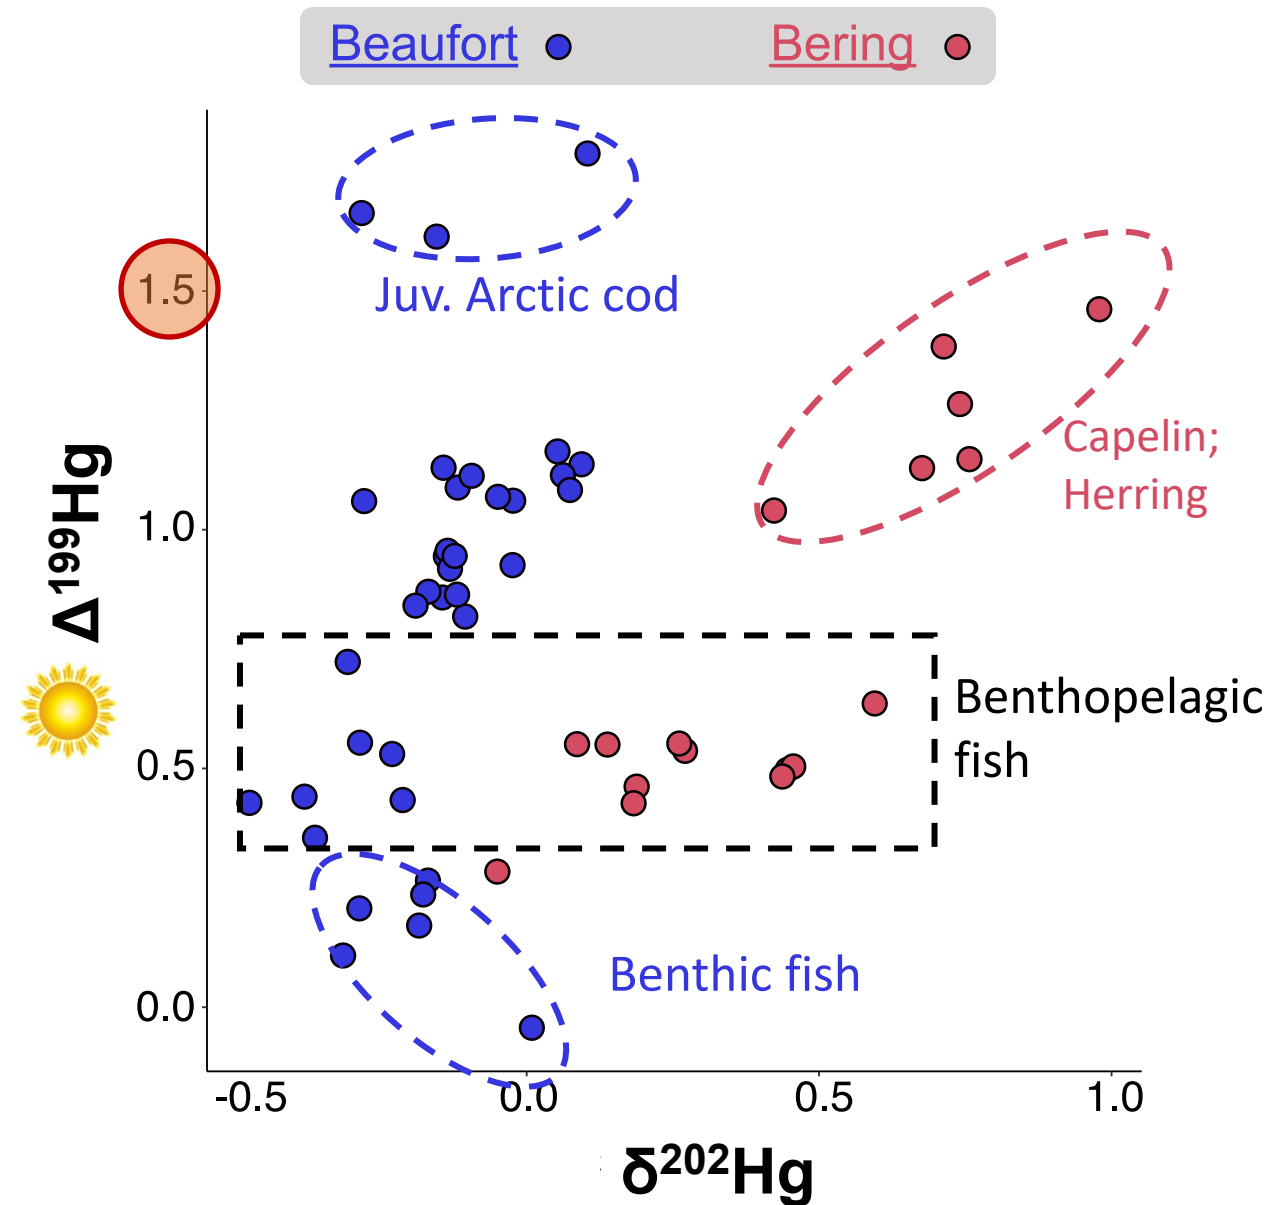 Beaufort Bering
Juv. Arctic cod
1.5
Capelin;
Herring
1.0
Δ¹⁹⁹Hg
Benthopelagic
fish
0.5
Benthic fish
0.0
-0.5 0.0 0.5 1.0
δ²⁰²Hg